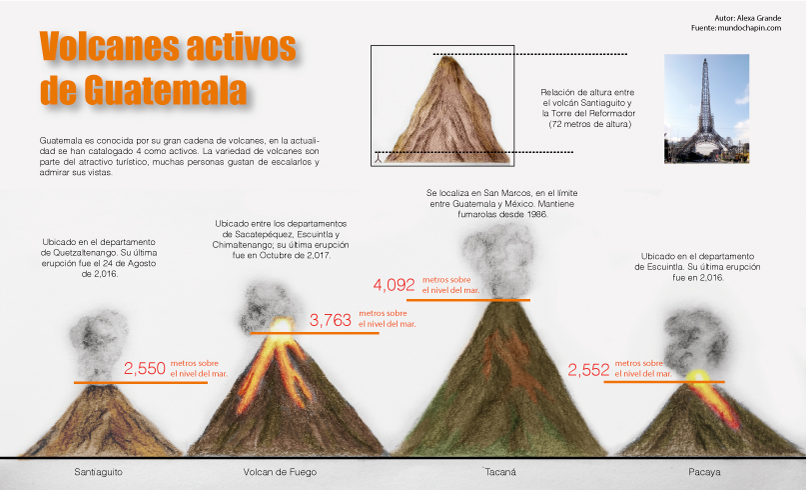 Autor: Alexa Grande
Fuente: mundochapin.com
Volcanes activos
de Guatemala
Guatemala es conocida por su gran cadena de volcanes, en la actuali-
dad se han catalogado 4 como activos. La variedad de volcanes son
parte del atractivo turístico, muchas personas gustan de escalarlos y
admirar sus vistas.
Relación de altura entre
el volcán Santiaguito y
la Torre del Reformador
(72 metros de altura)
Ubicado en el departamento
de Quetzaltenango. Su última
erupción fue el 24 de Agosto
de 2,016.
2,550 metros sobre
el nivel del mar.
Santiaguito
Ubicado entre los departamentos
de Sacatepéquez, Escuintla y
Chimaltenango; su última erupción
fue en Octubre de 2,017.
3,763 metros sobre
el nivel del mar.
Volcan de Fuego
Se localiza en San Marcos, en el límite
entre Guatemala y México. Mantiene
fumarolas desde 1986.
4,092 metros sobre
el nivel del mar.
Tacaná
Ubicado en el departamento
de Escuintla. Su última erupción
fue en 2,016.
2,552 metros sobre
el nivel del mar.
Pacaya